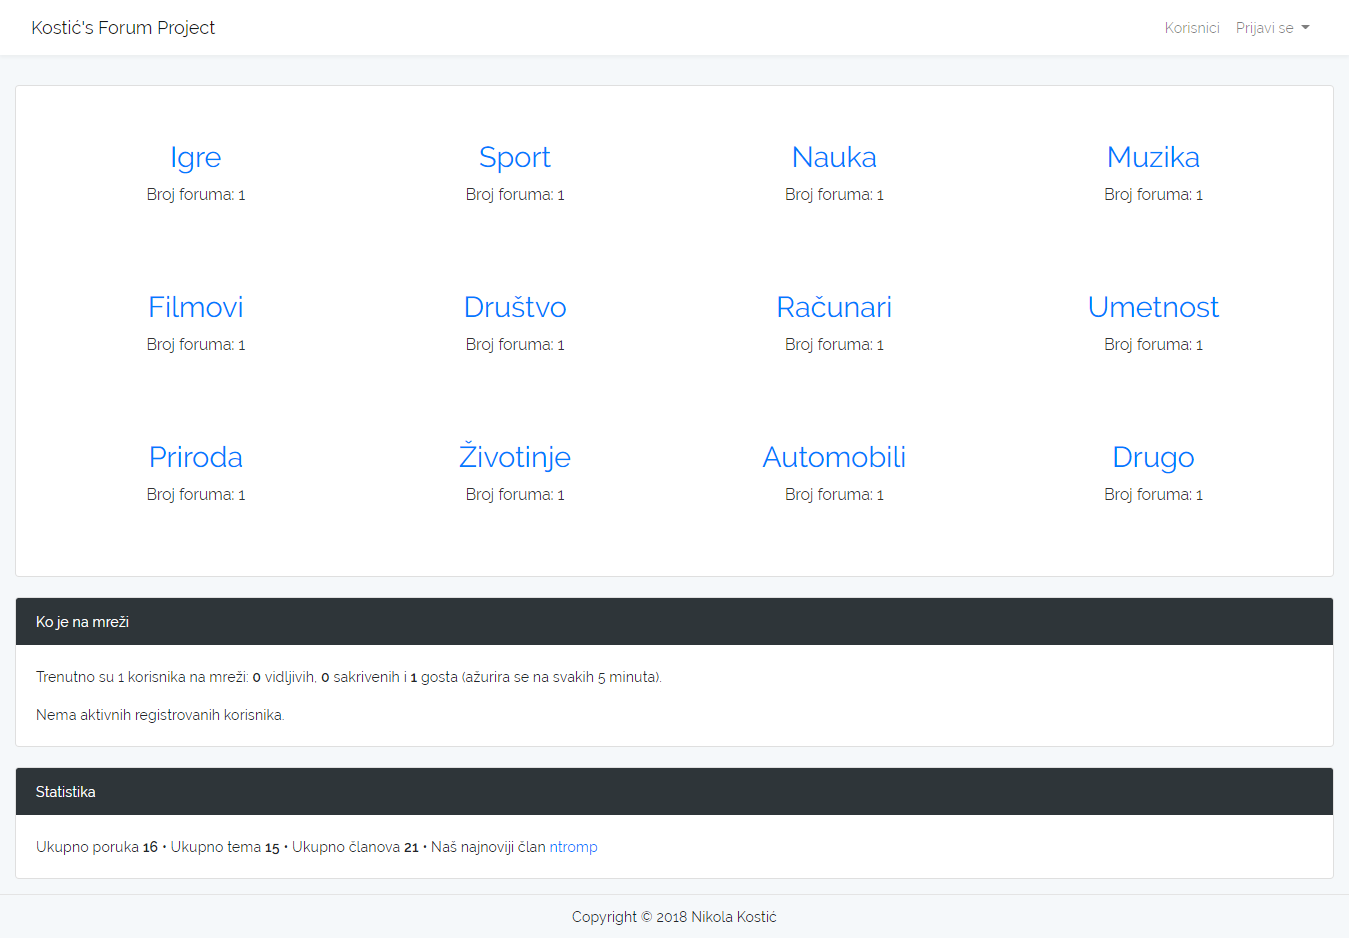 Kostić's Forum Project
Korisnici Prijavi se
Igre Sport Nauka Muzika
Broj foruma: 1 Broj foruma: 1 Broj foruma: 1 Broj foruma: 1
Filmovi Društvo Računari Umetnost
Broj foruma: 1 Broj foruma: 1 Broj foruma: 1 Broj foruma: 1
Priroda Životinje Automobili Drugo
Broj foruma: 1 Broj foruma: 1 Broj foruma: 1 Broj foruma: 1
Ko je na mreži
Trenutno su 1 korisnika na mreži: 0 vidljivih, 0 sakrivenih i 1 gosta (ažurira se na svakih 5 minuta).
Nema aktivnih registrovanih korisnika.
Statistika
Ukupno poruka 16 • Ukupno tema 15 • Ukupno članova 21 • Naš najnoviji član ntromp
Copyright © 2018 Nikola Kostić